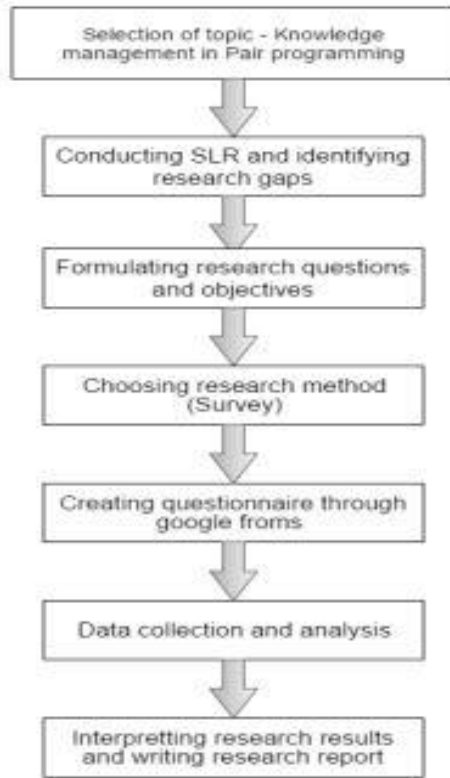 Selection of topic - Knowledge
management in Pair programming
Conducting SLR and identifying
research gaps
Formulating research questions
and objectives
Choosing research method
(Survey)
Creating questionnaire through
google froms
Data collection and analysis
Interpretting research results
and writing research report